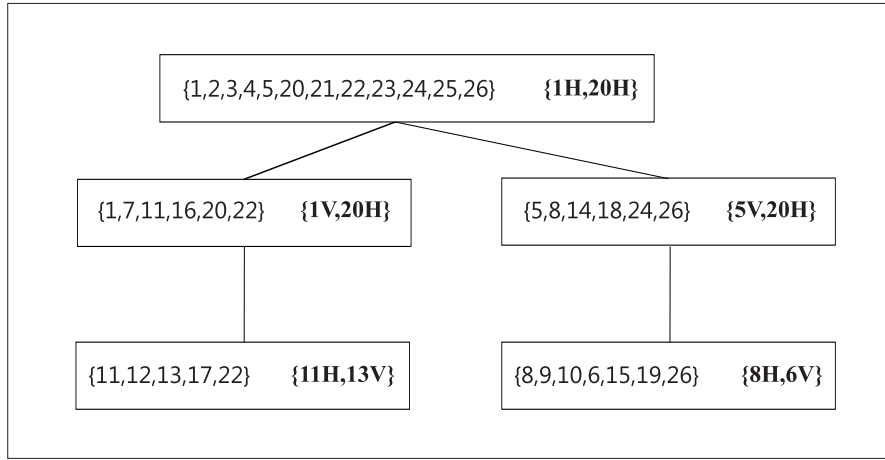 {1,2,3,4,5,20,21,22,23,24,25,26} {1H,20H}
{1,7,11,16,20,22} {1V,20H}
{5,8,14,18,24,26} {5V,20H}
{11,12,13,17,22} {11H,13V}
{8,9,10,6,15,19,26} {8H,6V}